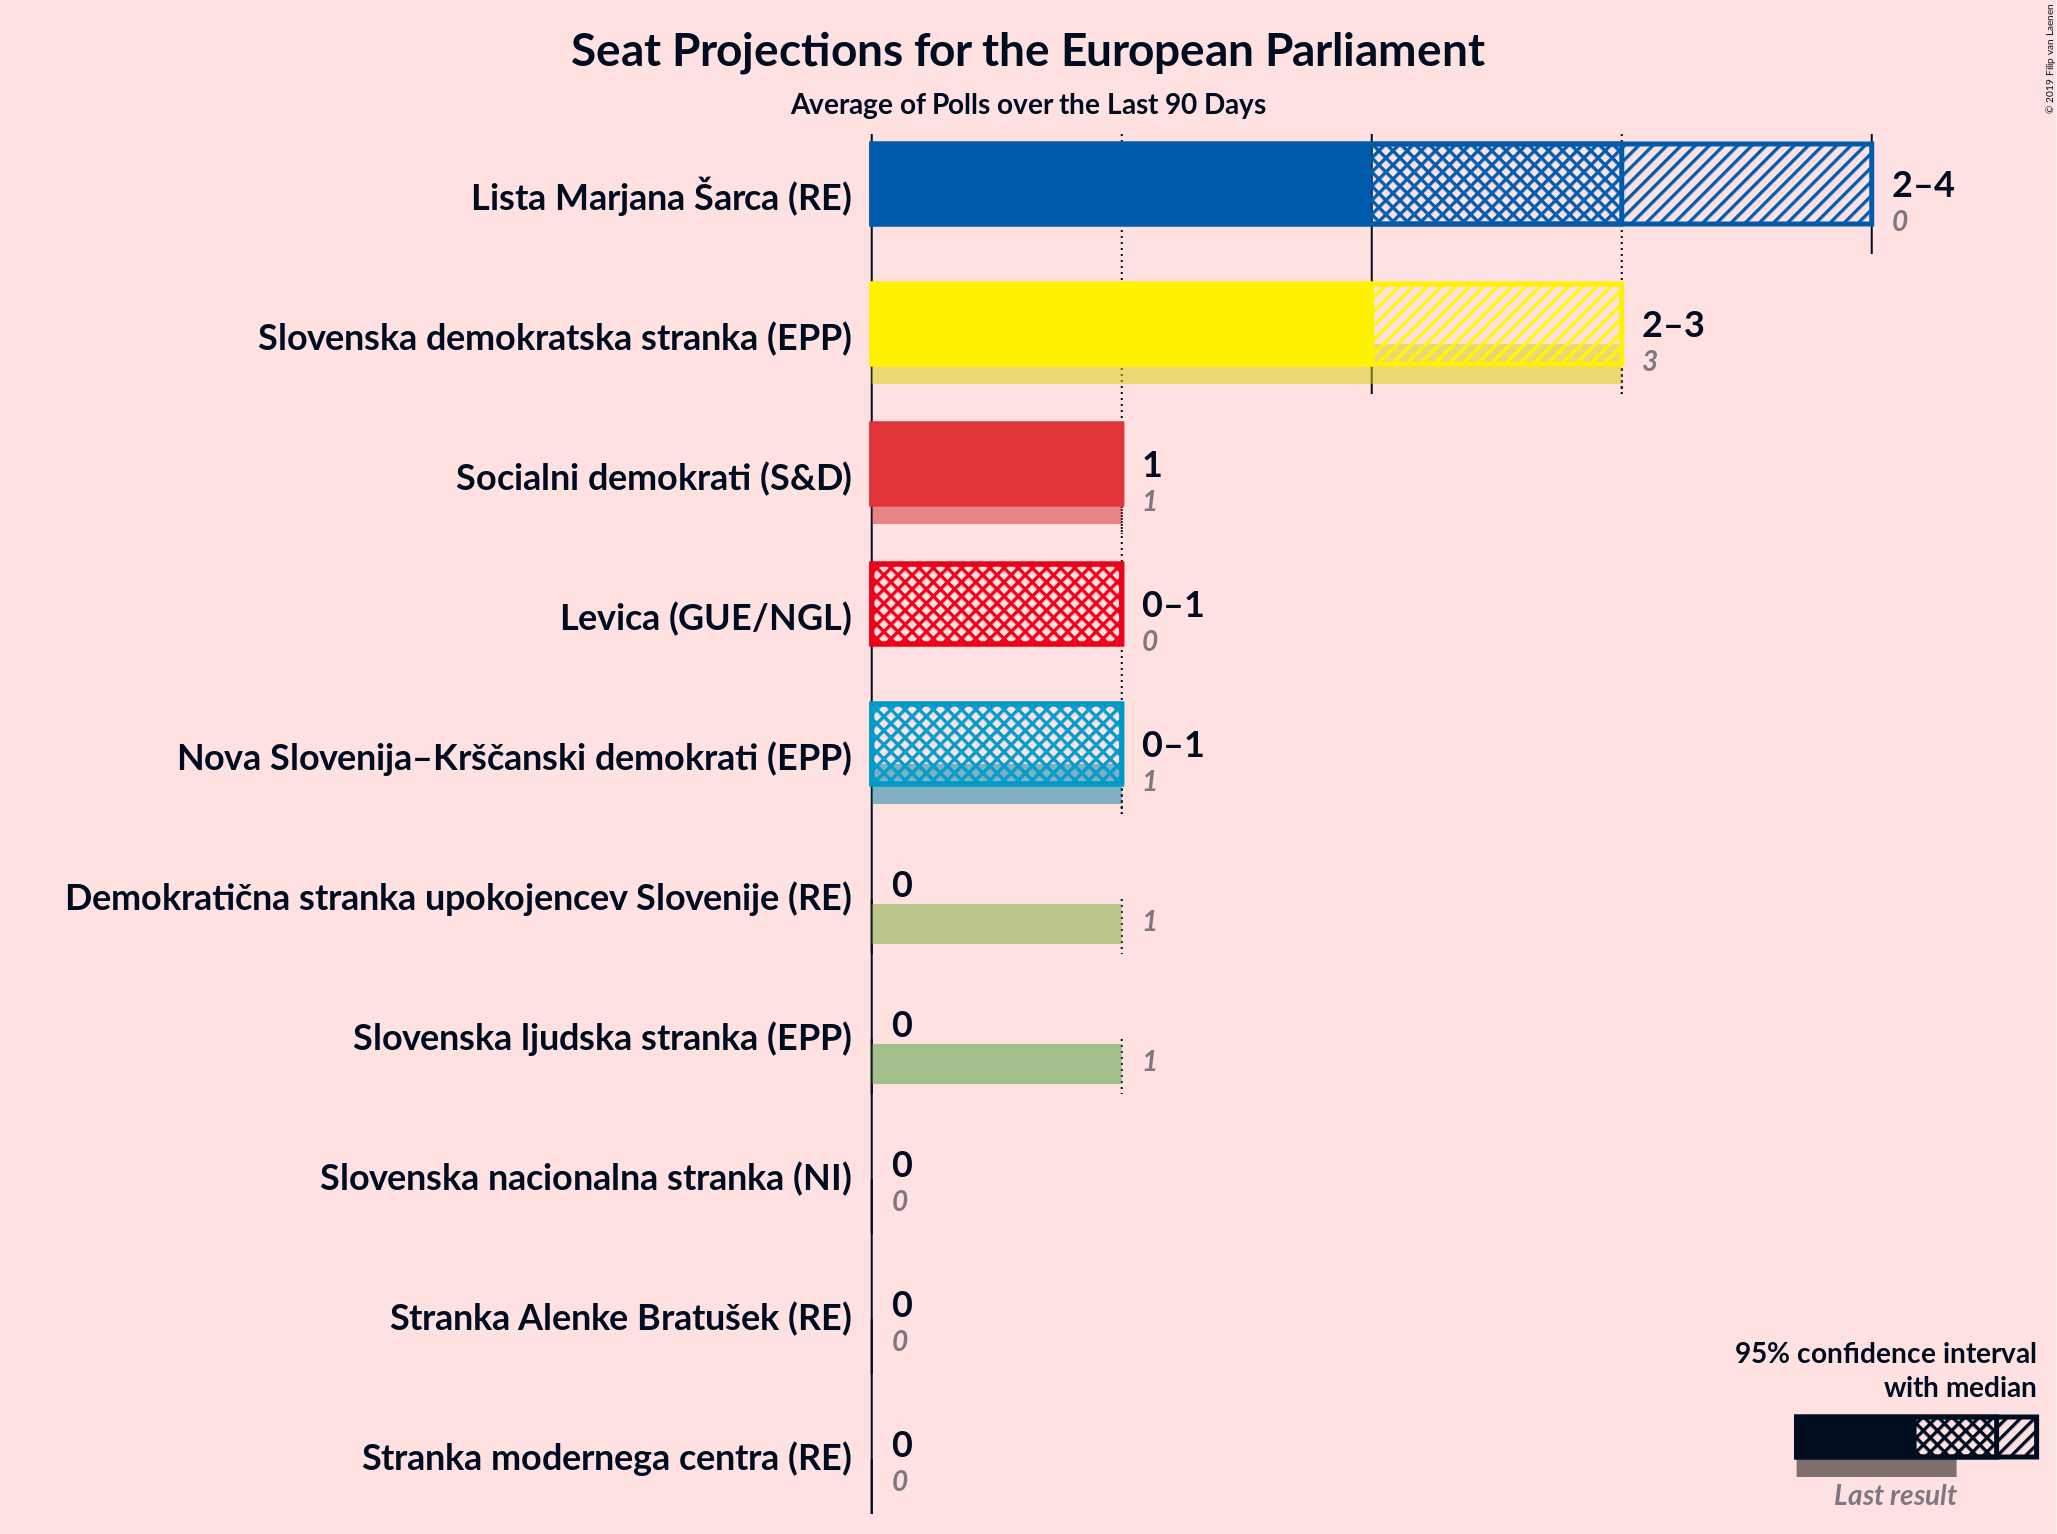 Seat Projections for the European Parliament
Average of Polls over the Last 90 Days
© 2019 Filip van Laenen
Lista Marjana Šarca (RE)
2–4
0
Slovenska demokratska stranka (EPP)
2–3
3
Socialni demokrati (S&D)
1
1
Levica (GUE/NGL)
0–1
0
Nova Slovenija–Krščanski demokrati (EPP)
0–1
1
Demokratična stranka upokojencev Slovenije (RE)
0
1
Slovenska ljudska stranka (EPP)
0
1
Slovenska nacionalna stranka (NI)
0
0
Stranka Alenke Bratušek (RE)
0
0
Stranka modernega centra (RE)
0
0
95% confidence interval
with median
Last result